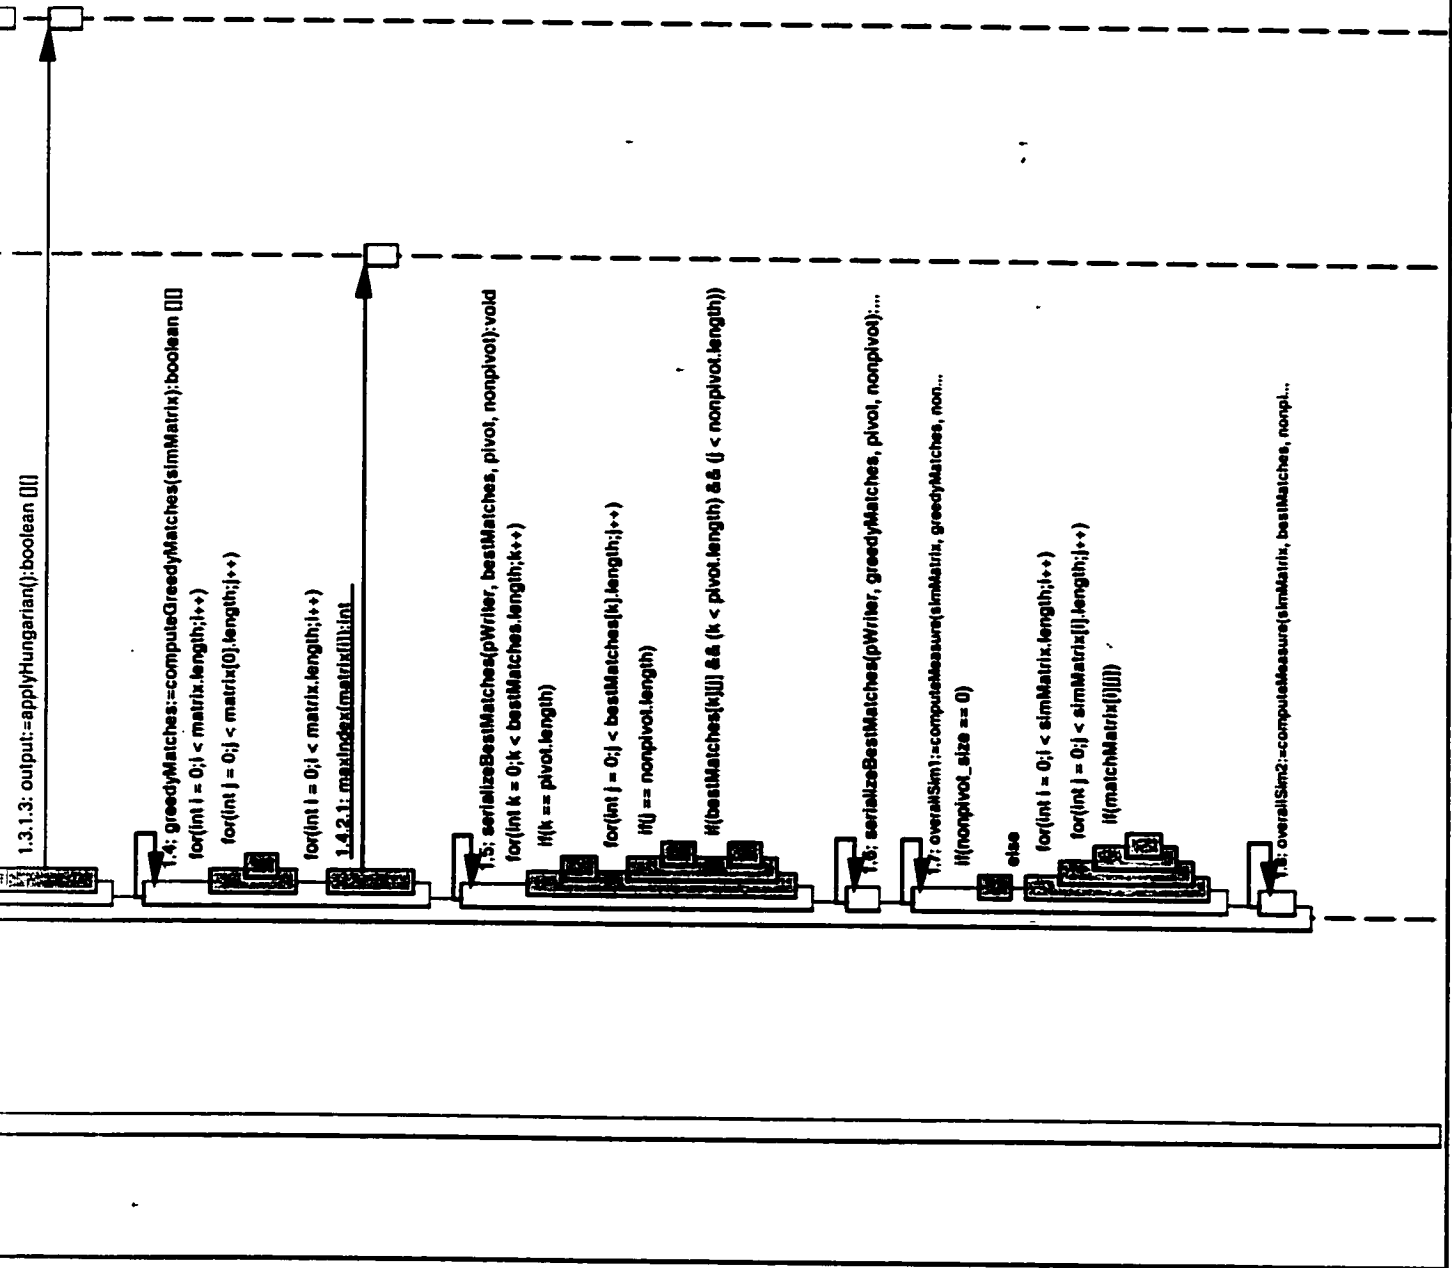 1.3.1.3: output:=applyHungarian():boolean [][]
1.4: greedyMatches:=computeGreedyMatches(simMatrix):boolean [][]
for(int i = 0;i < matrix.length;i++)
for(int j = 0;j < matrix[0].length;j++)
for(int i = 0;i < matrix.length;i++)
1.4.2.1: maxIndex(matrix[i]):int
1.5: serializeBestMatches(pWriter, bestMatches, pivot, nonpivot):void
for(int k = 0;k < bestMatches.length;k++)
if(k == pivot.length)
for(int j = 0;j < bestMatches[k].length;j++)
if(j == nonpivot.length)
if(bestMatches[k][j] && (k < pivot.length) && (j < nonpivot.length))
1.6: serializeBestMatches(pWriter, greedyMatches, pivot, nonpivot):...
1.7: overallSim1:=computeMeasure(simMatrix, greedyMatches, non...
if(nonpivot_size == 0)
else
for(int i = 0;i < simMatrix.length;i++)
for(int j = 0;j < simMatrix[i].length;j++)
if(matchMatrix[i][j])
1.8: overallSim2:=computeMeasure(simMatrix, bestMatches, nonpi...